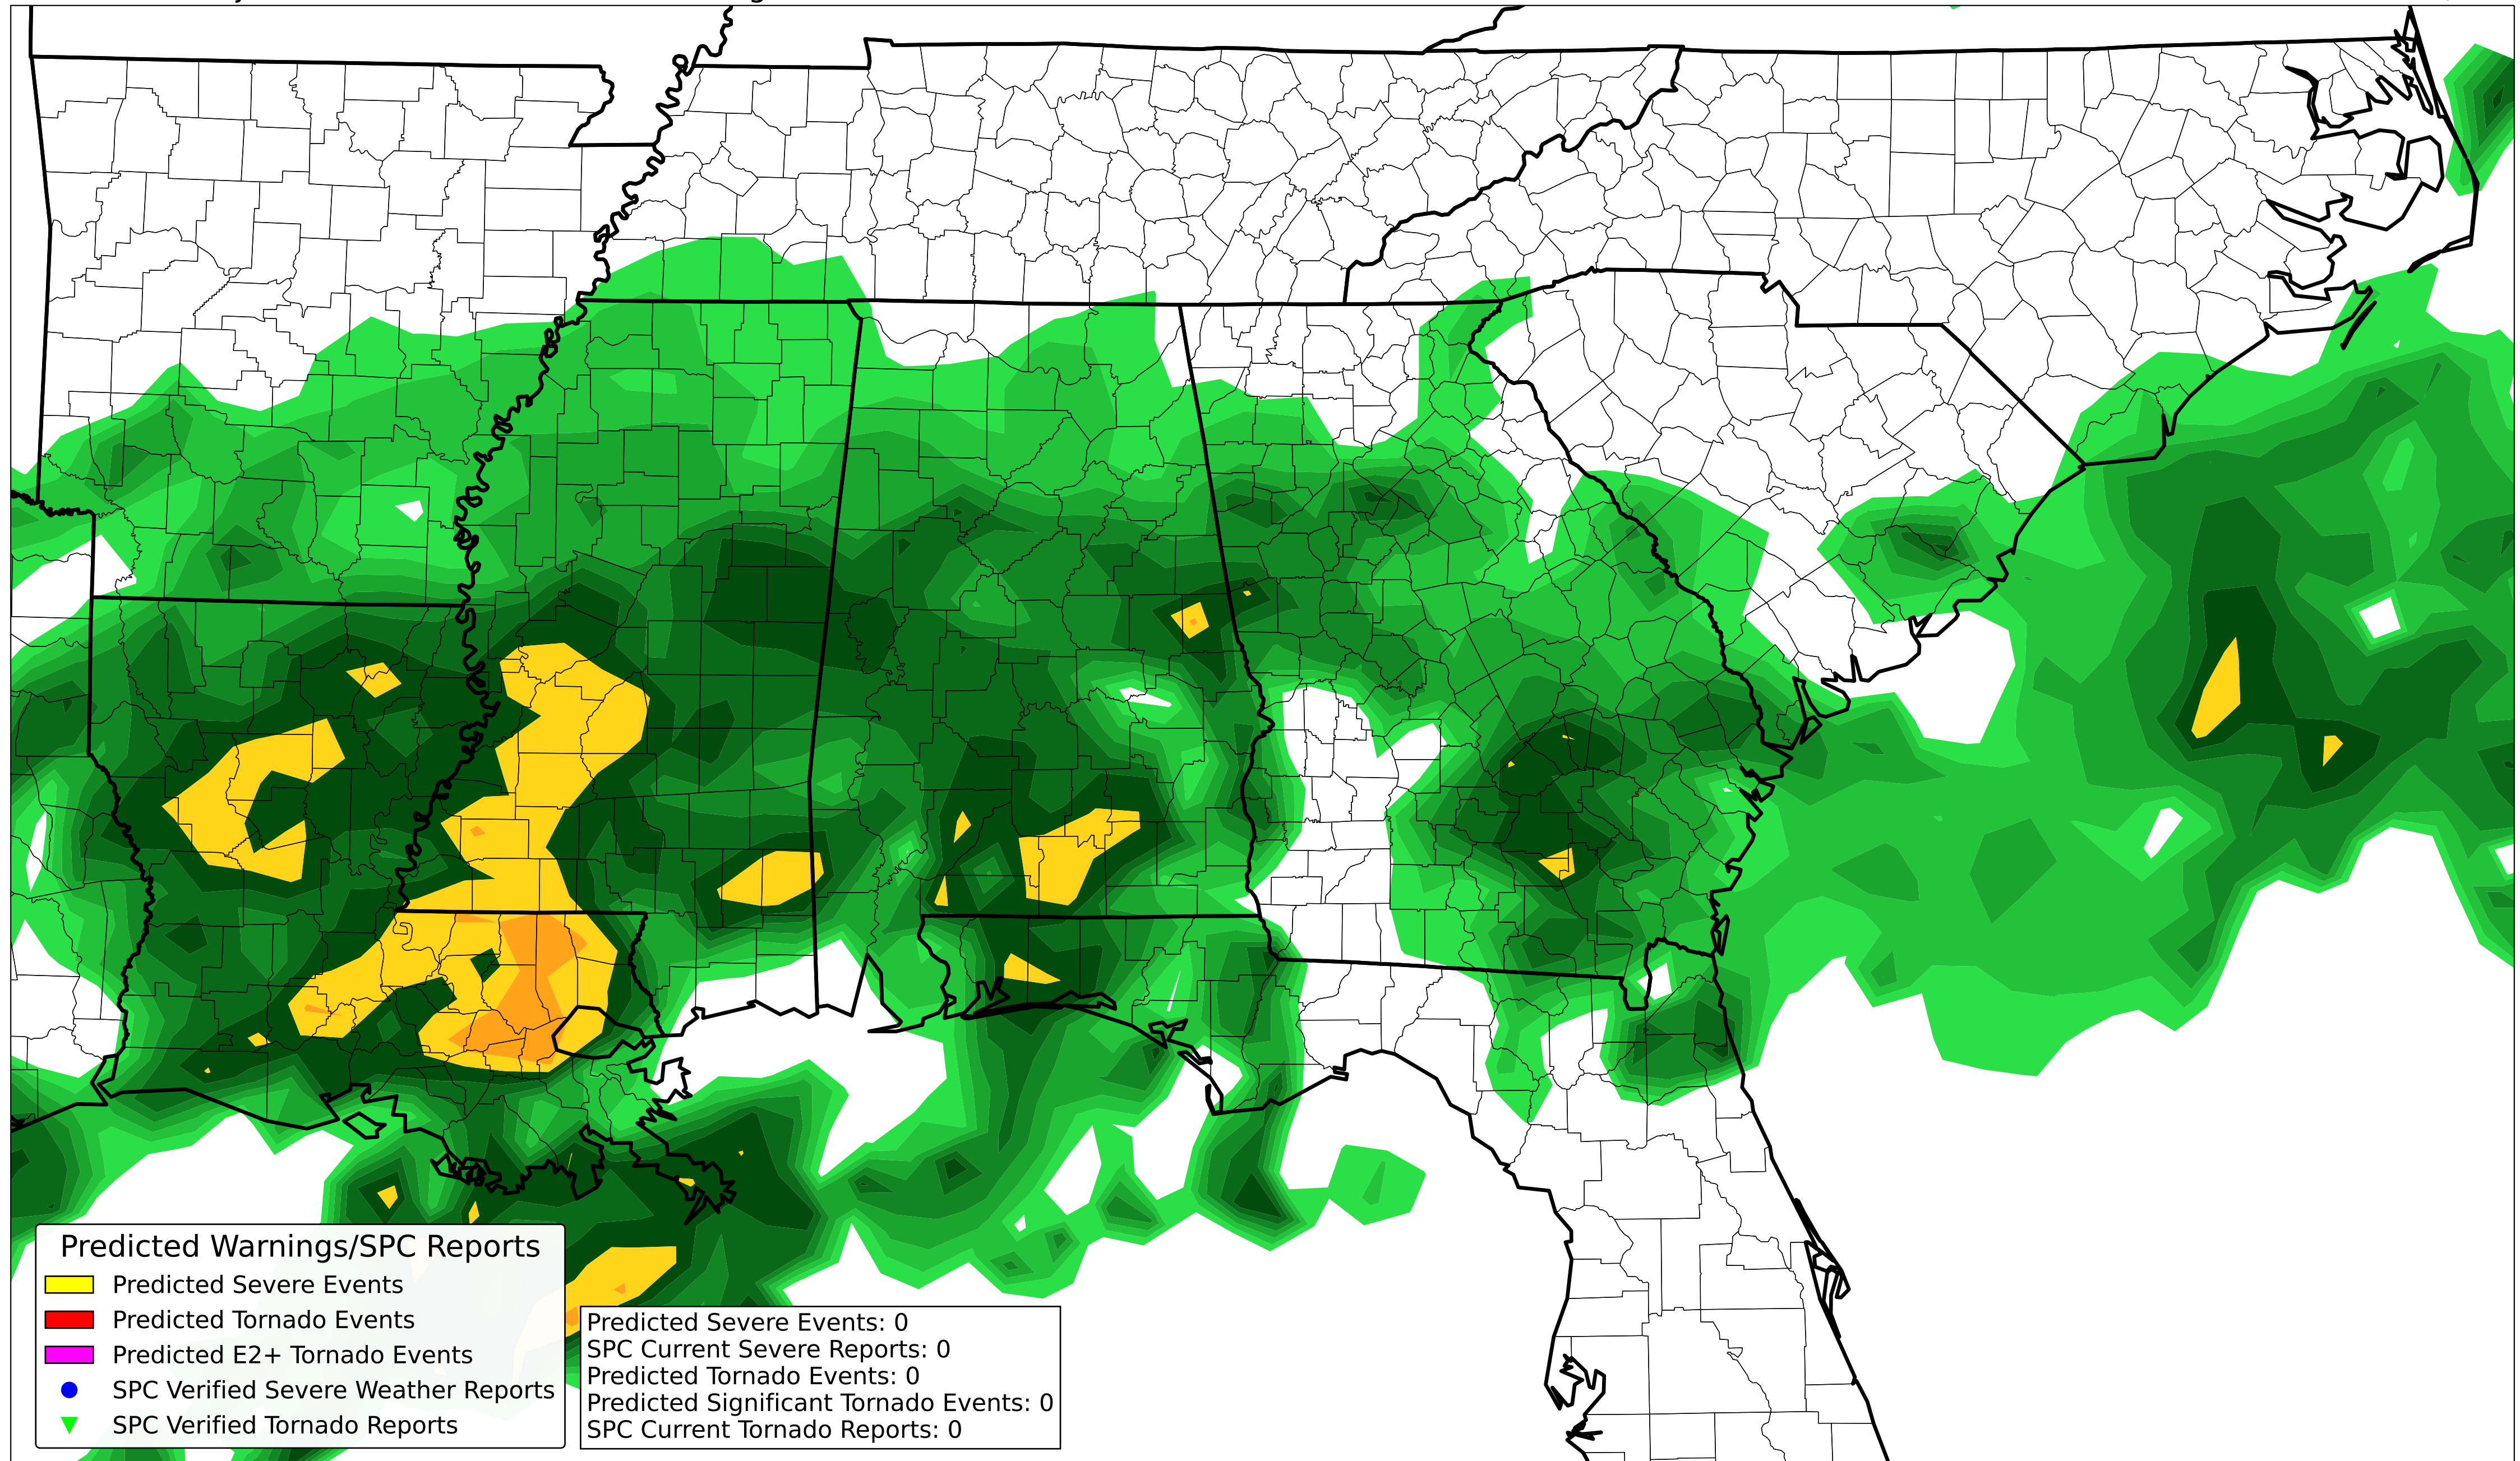 Predicted Warnings/SPC Reports
Predicted Severe Events
Predicted Tornado Events
Predicted E2+ Tornado Events
SPC Verified Severe Weather Reports
SPC Verified Tornado Reports
Predicted Severe Events: 0
SPC Current Severe Reports: 0
Predicted Tornado Events: 0
Predicted Significant Tornado Events: 0
SPC Current Tornado Reports: 0